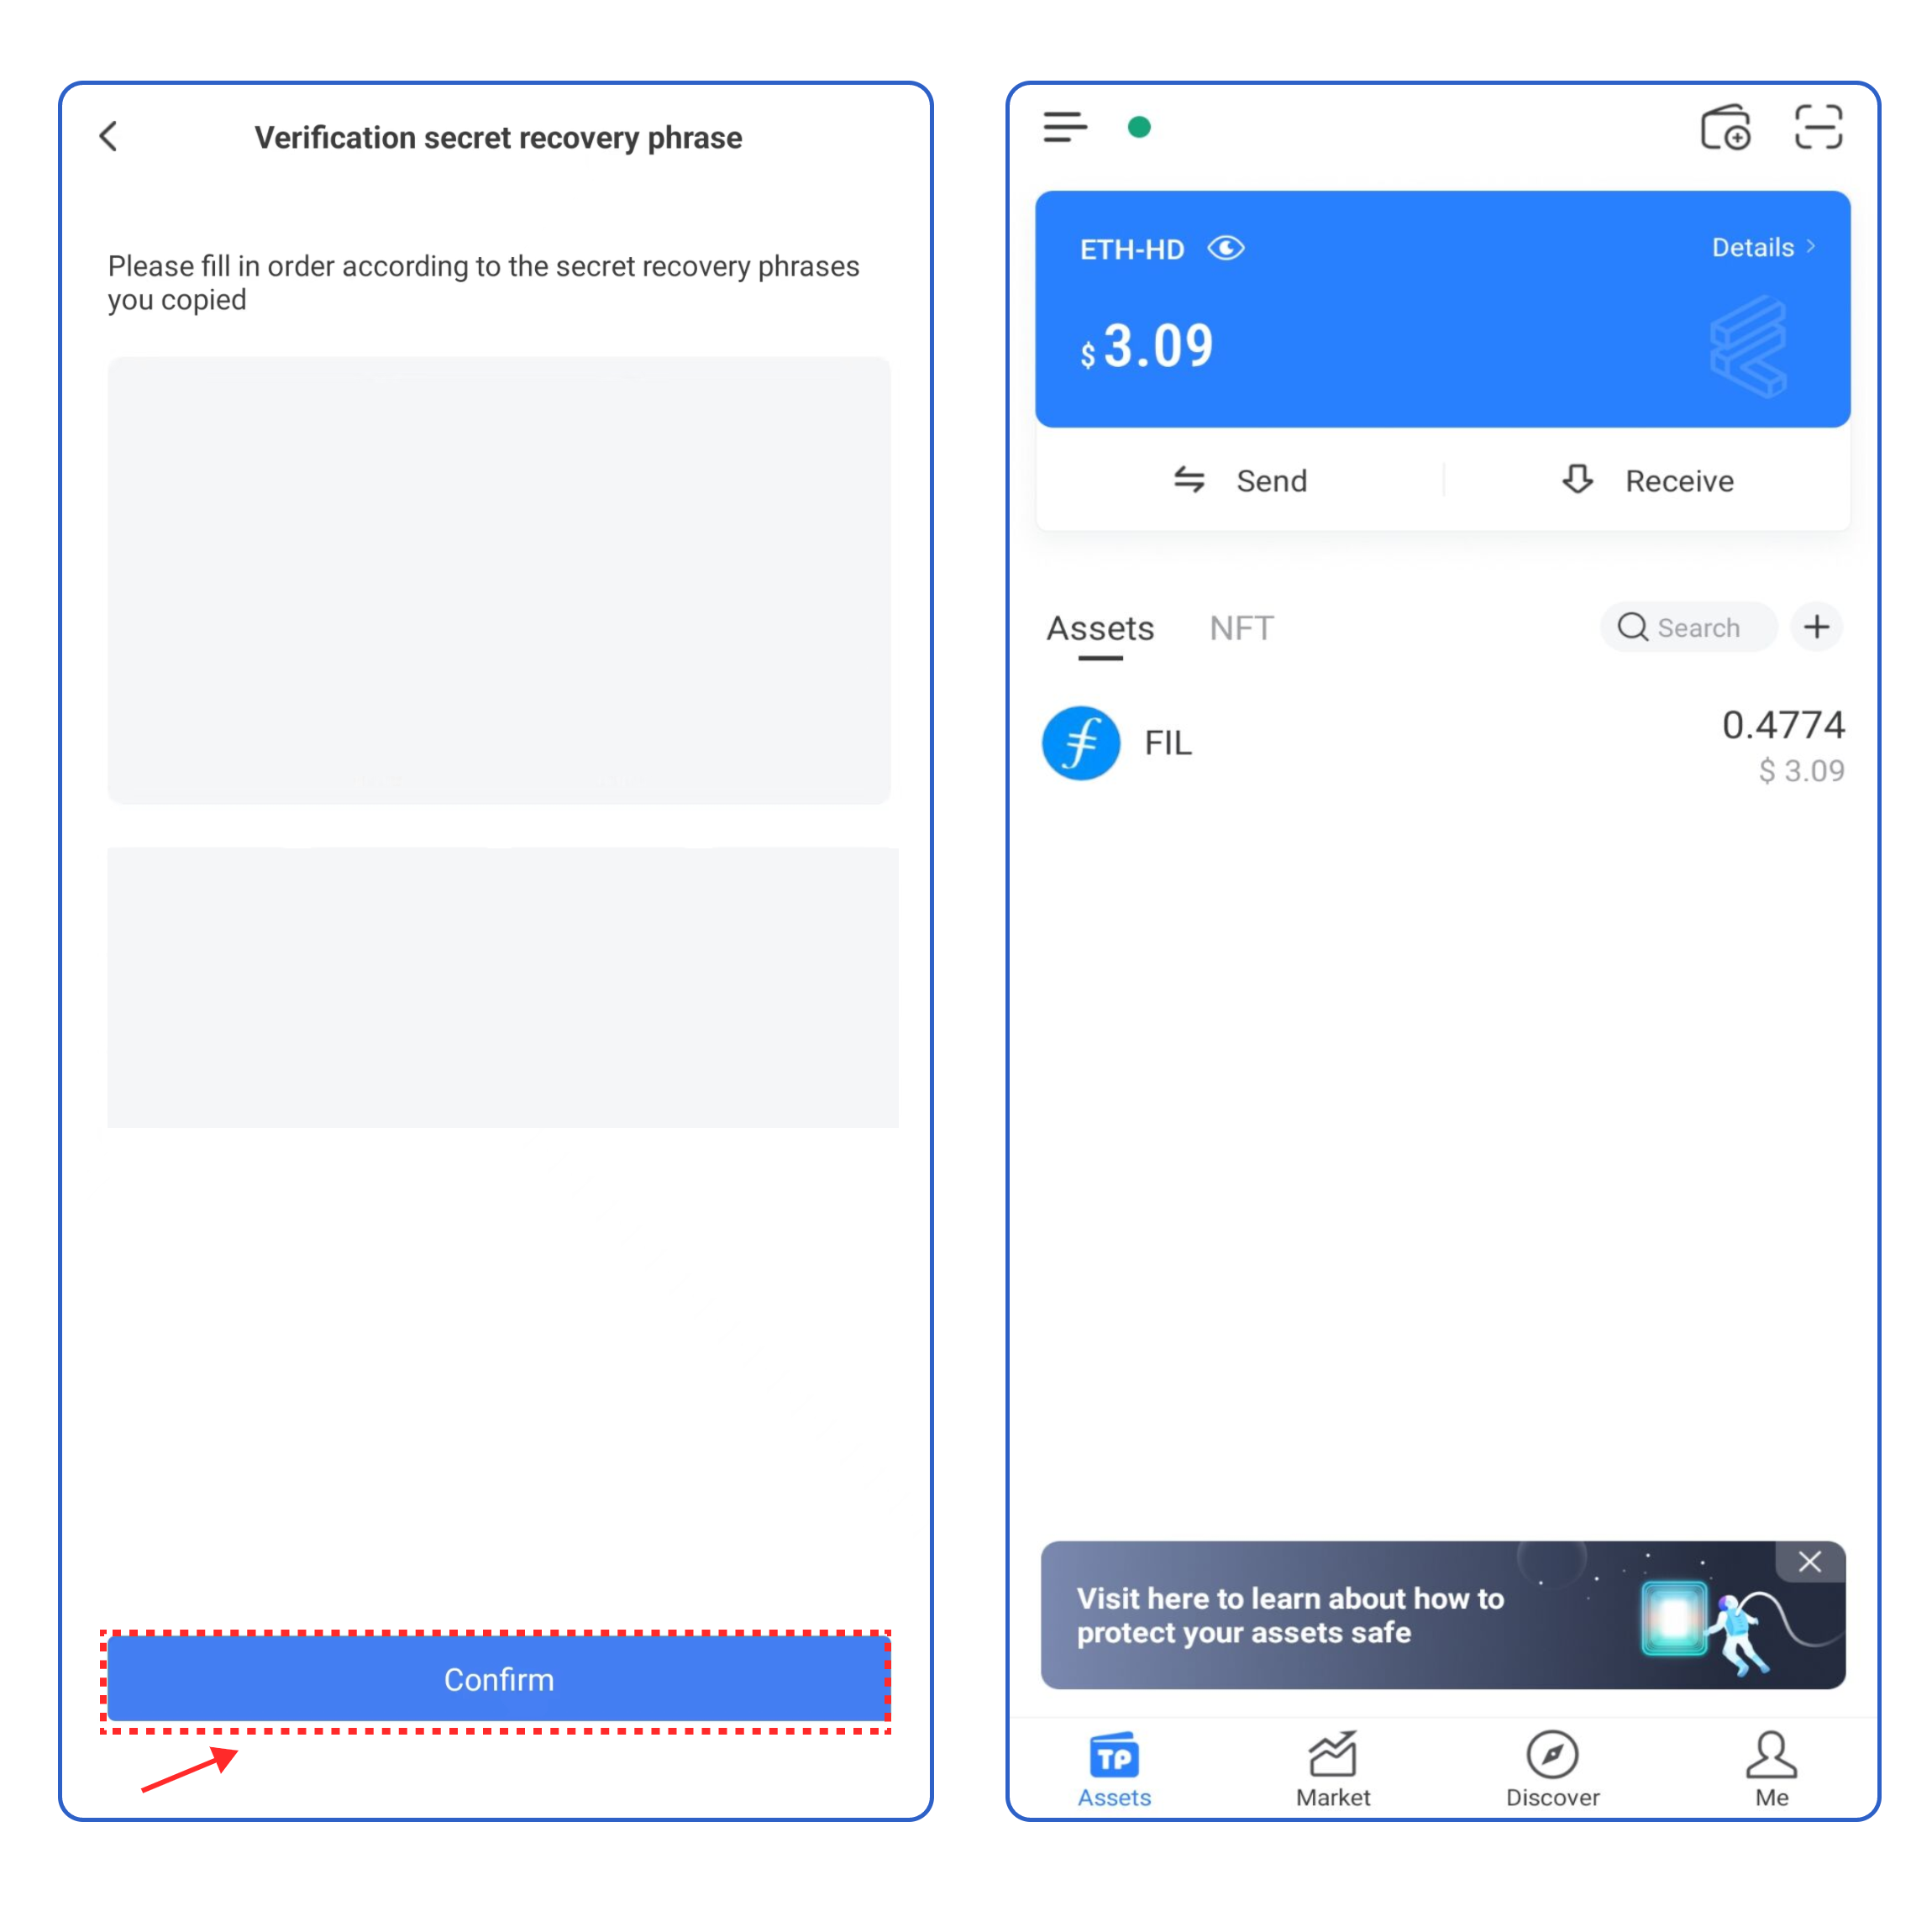 Verification secret recovery phrase
Please fill in order according to the secret recovery phrases
you copied
Confirm
ETH-HD
Details >
$ 3.09
Send
Receive
Assets
NFT
Search
FIL
0.4774
$ 3.09
Visit here to learn about how to
protect your assets safe
TP
Assets
Market
Discover
Me